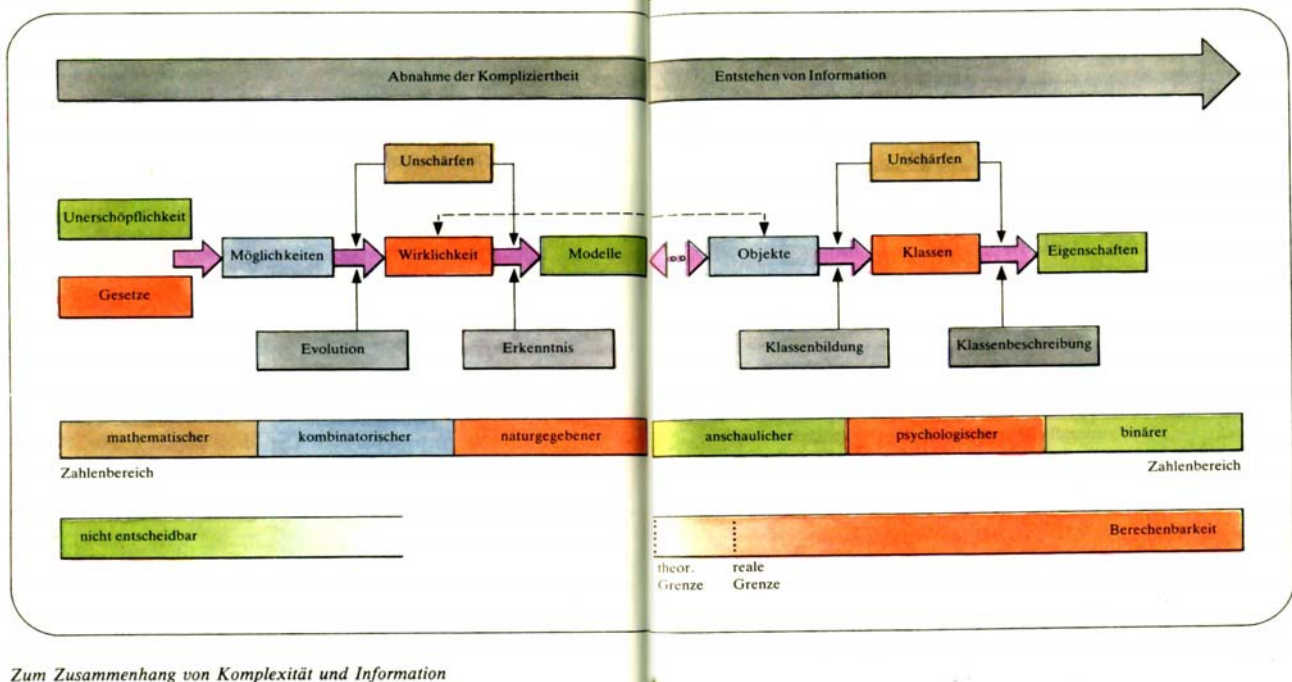 Abnahme der Kompliziertheit
Entstehen von Information
Unschärfen
Unschärfen
Unerschöpflichkeit
Möglichkeiten
Wirklichkeit
Modelle
Objekte
Klassen
Eigenschaften
Gesetze
Evolution
Erkenntnis
Klassenbildung
Klassenbeschreibung
mathematischer
kombinatorischer
naturgegebener
anschaulicher
psychologischer
binärer
Zahlenbereich
Zahlenbereich
nicht entscheidbar
Berechenbarkeit
theor.
Grenze
reale
Grenze
Zum Zusammenhang von Komplexität und Information